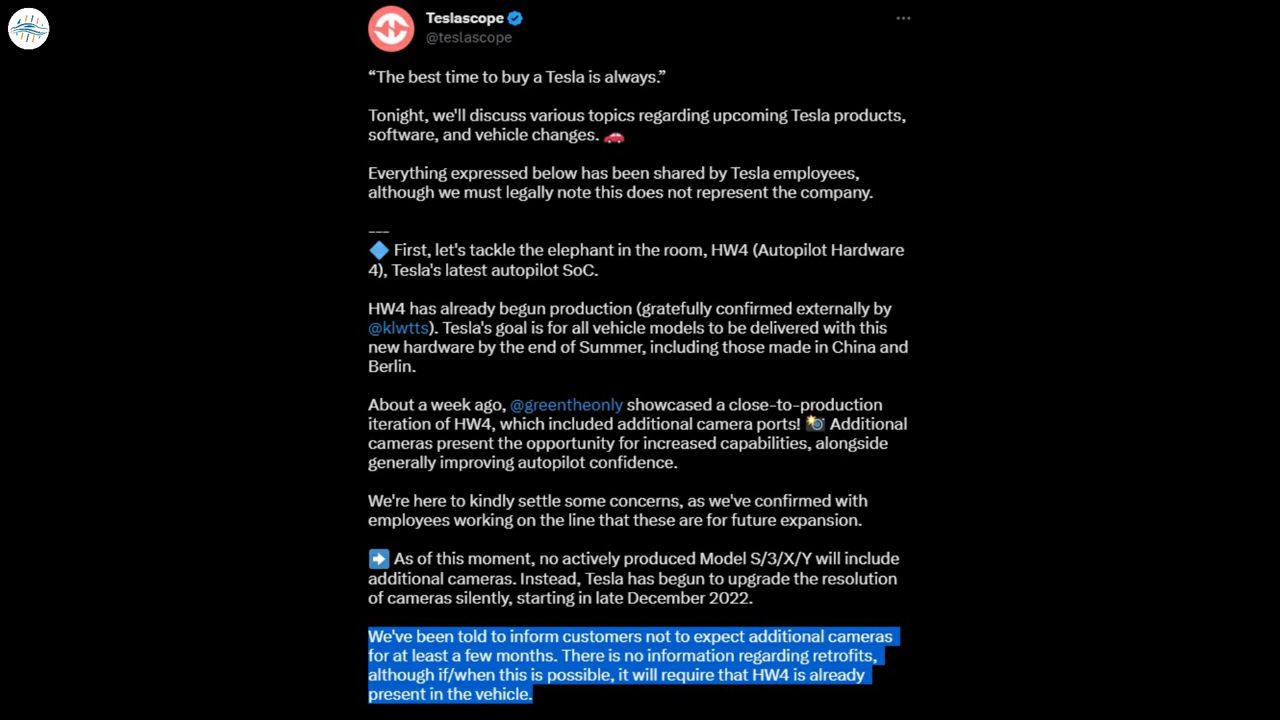 Teslascope
@teslascope
“The best time to buy a Tesla is always.”
Tonight, we'll discuss various topics regarding upcoming Tesla products,
software, and vehicle changes. 🚗
Everything expressed below has been shared by Tesla employees,
although we must legally note this does not represent the company.
___
🔷 First, let's tackle the elephant in the room, HW4 (Autopilot Hardware
4), Tesla's latest autopilot SoC.
HW4 has already begun production (gratefully confirmed externally by
@klwtts). Tesla's goal is for all vehicle models to be delivered with this
new hardware by the end of Summer, including those made in China and
Berlin.
About a week ago, @greentheonly showcased a close-to-production
iteration of HW4, which included additional camera ports! 📸 Additional
cameras present the opportunity for increased capabilities, alongside
generally improving autopilot confidence.
We're here to kindly settle some concerns, as we've confirmed with
employees working on the line that these are for future expansion.
➡️ As of this moment, no actively produced Model S/3/X/Y will include
additional cameras. Instead, Tesla has begun to upgrade the resolution
of cameras silently, starting in late December 2022.
We've been told to inform customers not to expect additional cameras
for at least a few months. There is no information regarding retrofits,
although if/when this is possible, it will require that HW4 is already
present in the vehicle.